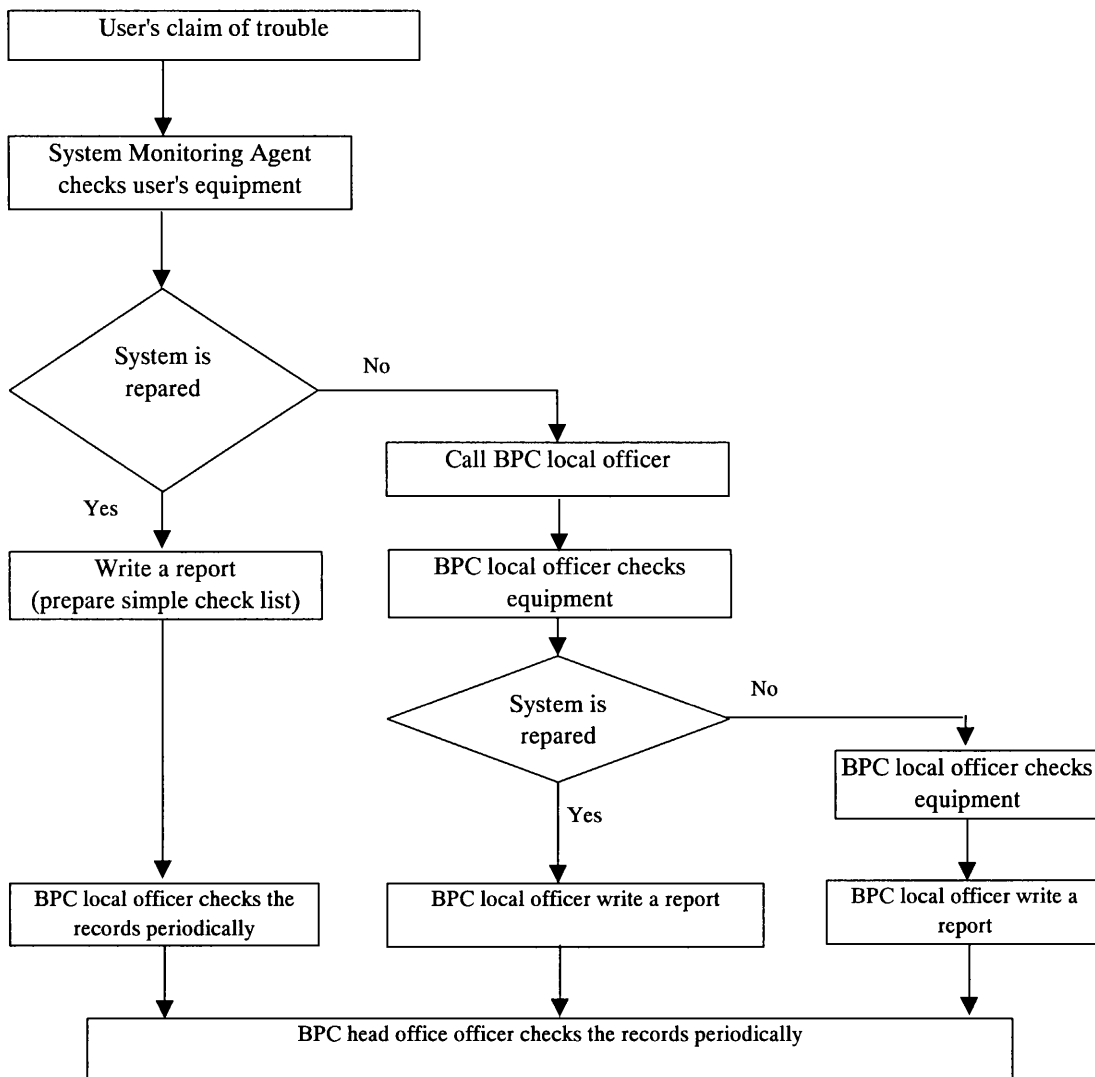 User's claim of trouble
System Monitoring Agent
checks user's equipment
System is
repared
No
Yes
Call BPC local officer
Write a report
(prepare simple check list)
BPC local officer checks
equipment
System is
repared
No
Yes
BPC local officer checks
equipment
BPC local officer checks the
records periodically
BPC local officer write a report
BPC local officer write a
report
BPC head office officer checks the records periodically